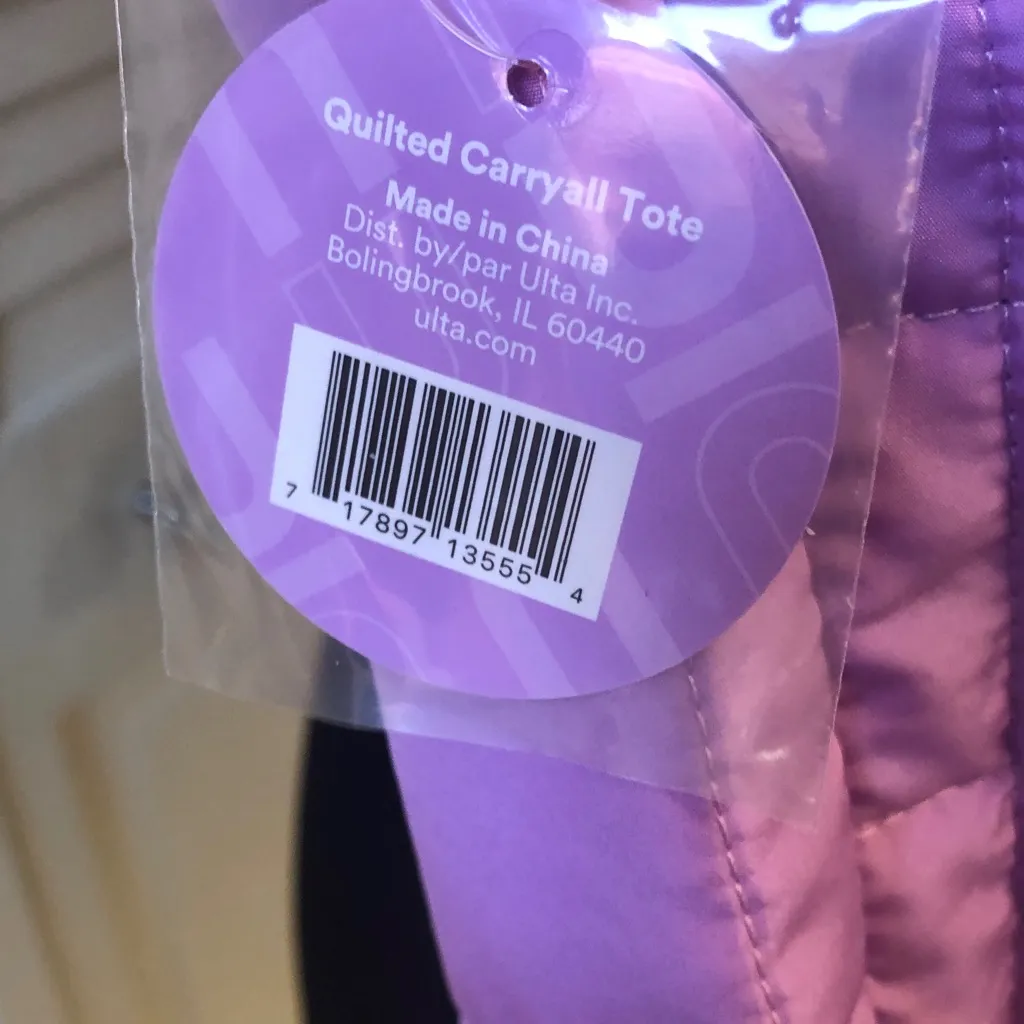 Quilted Carryall Tote
Made in China
Dist. by/par Ulta Inc.
Bolingbrook, IL 60440
ulta.com
7 17897 13555 4